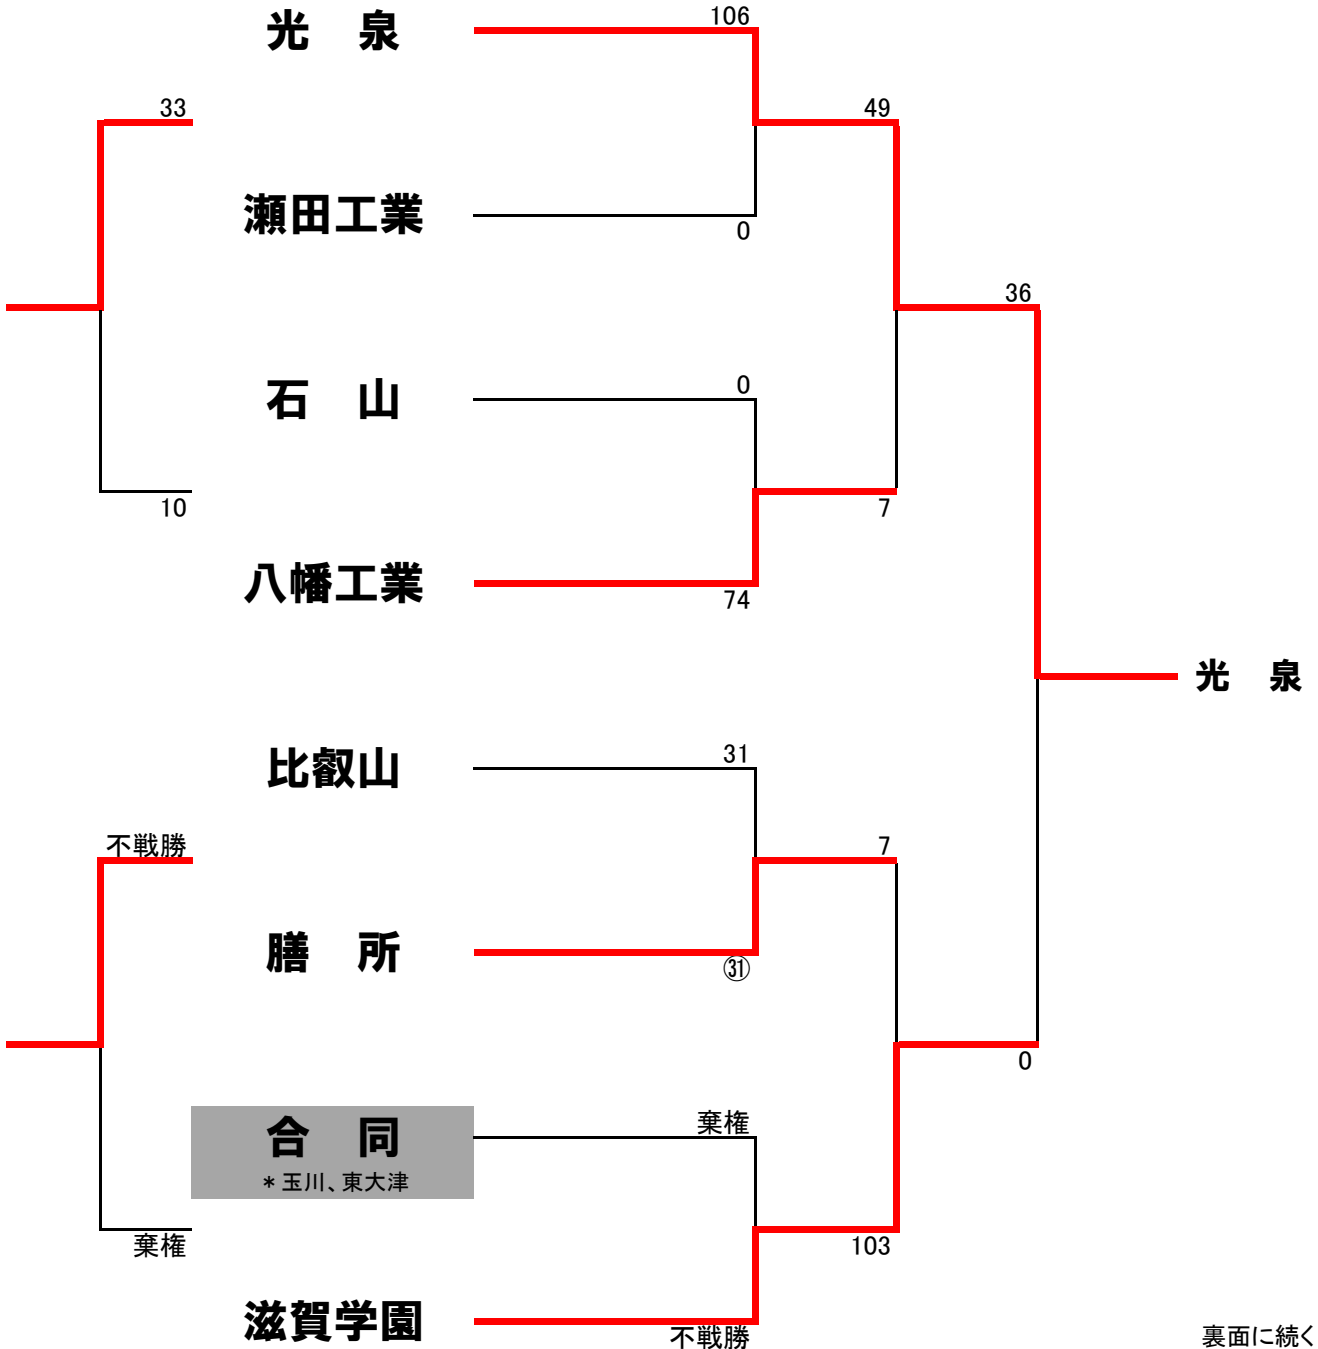 106
光　泉
33
49
瀬田工業
0
36
0
石　山
10
7
八幡工業
74
光　泉
31
比叡山
不戦勝
7
膳　所
㉛
0
棄権
合　同
*玉川、東大津
棄権
103
滋賀学園
不戦勝
裏面に続く